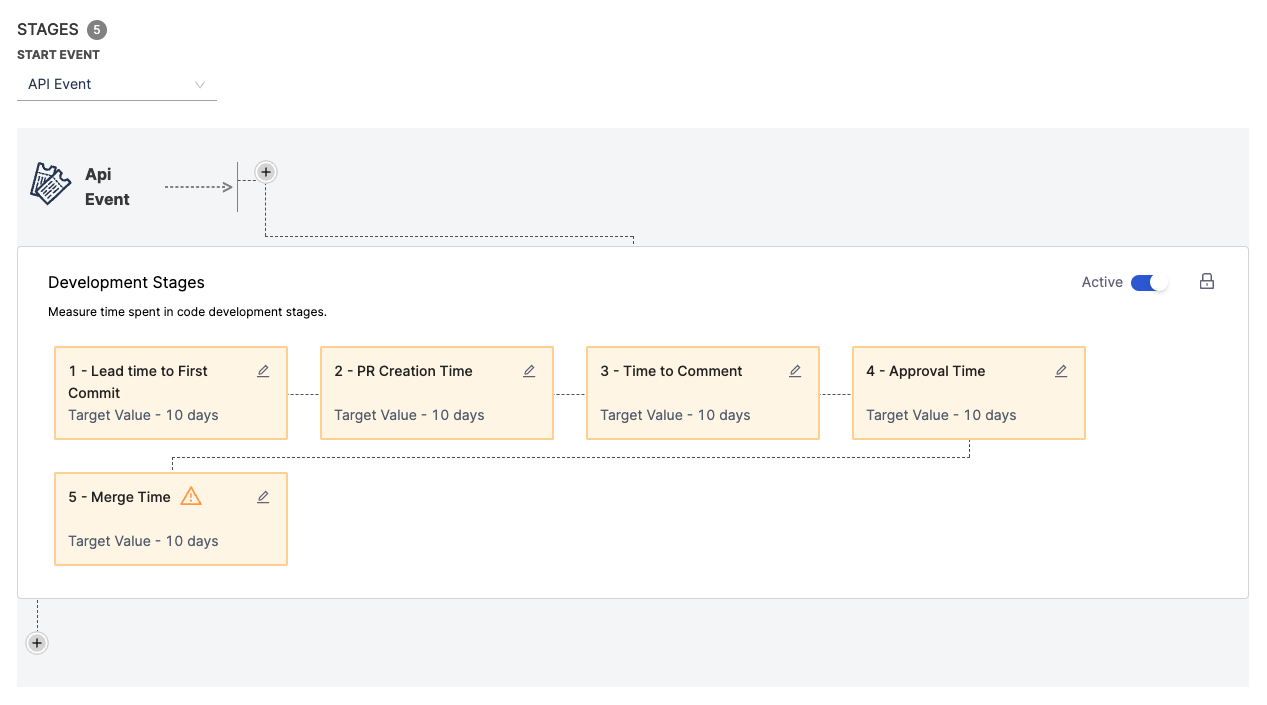 STAGES 5
START EVENT
API Event
Api
Event
Development Stages
Active
Measure time spent in code development stages.
1 - Lead time to First
Commit
Target Value - 10 days
2 - PR Creation Time
Target Value - 10 days
3 - Time to Comment
Target Value - 10 days
4 - Approval Time
Target Value - 10 days
5 - Merge Time
Target Value - 10 days